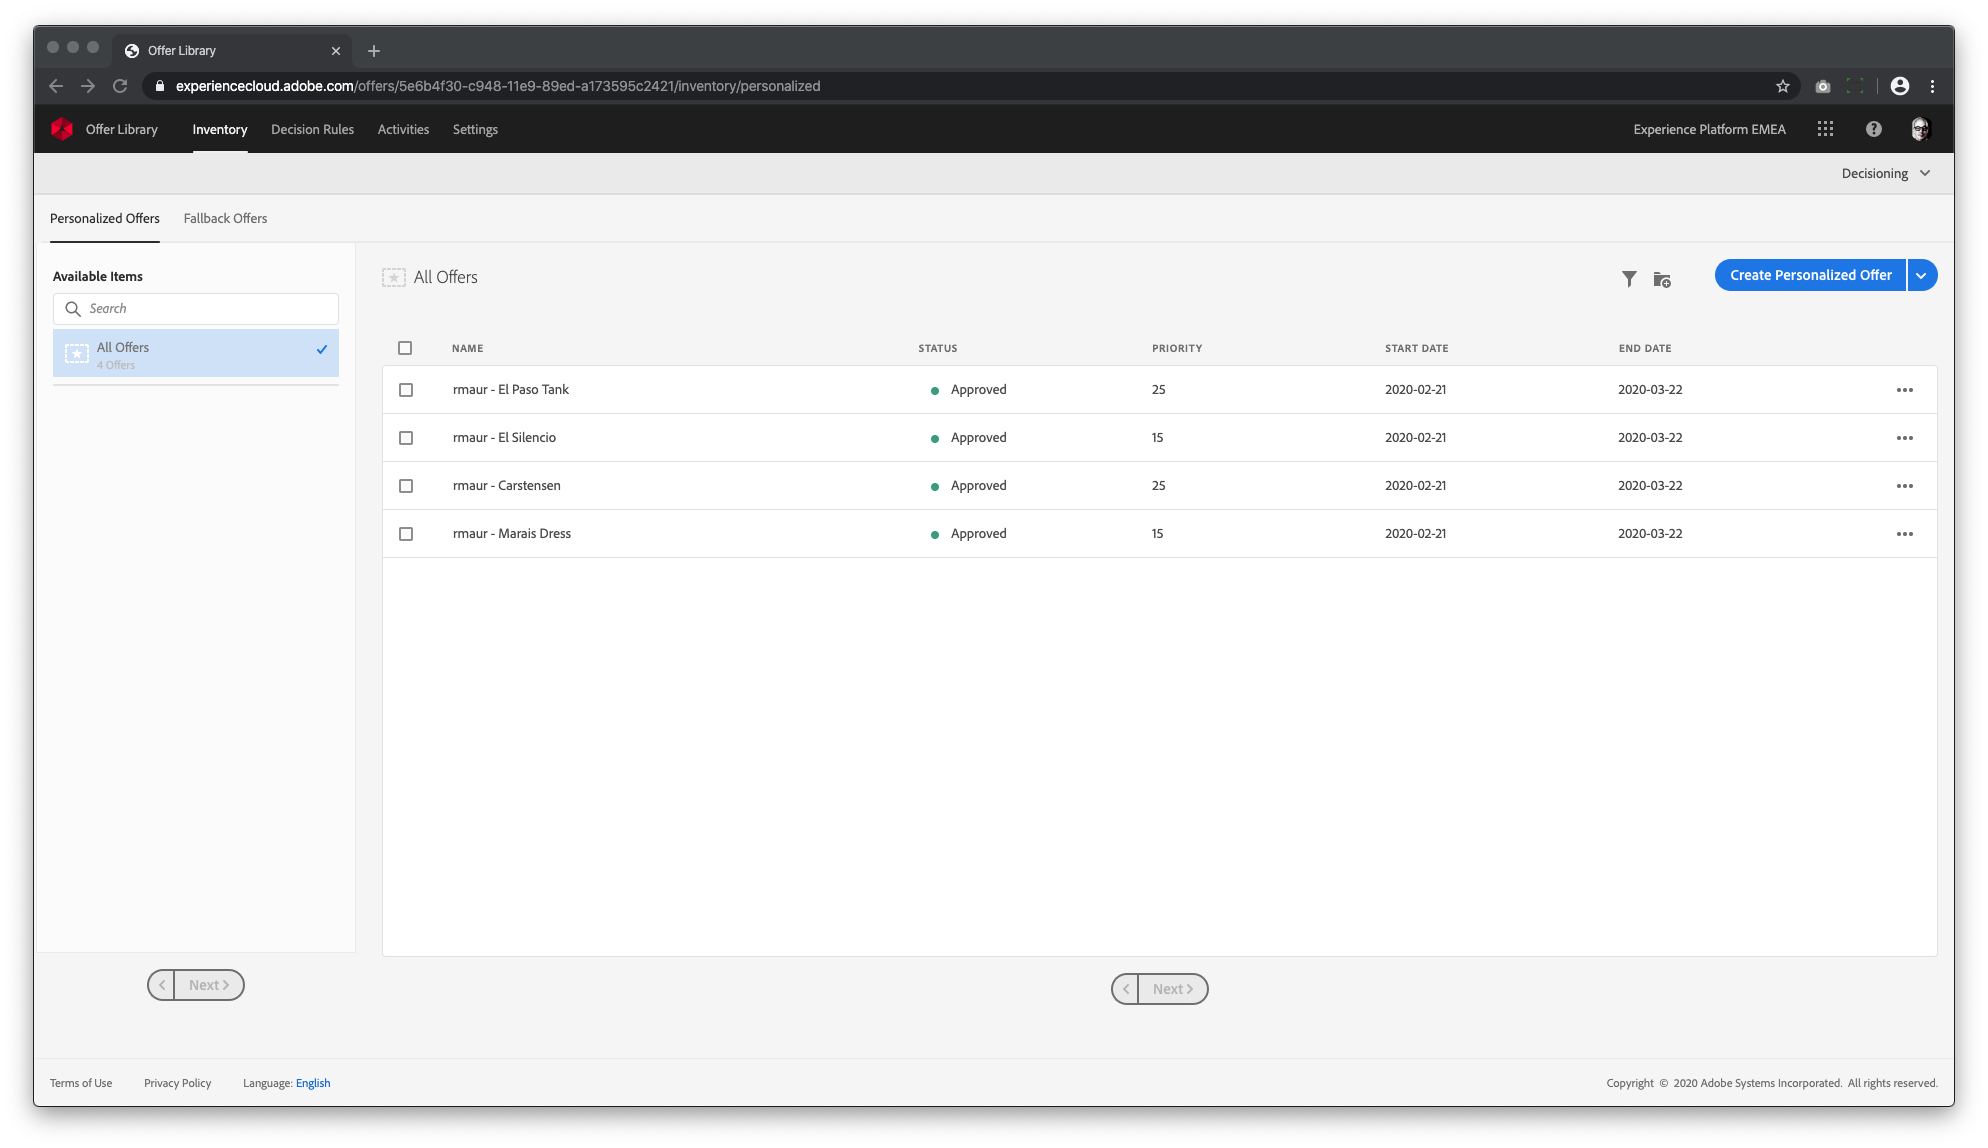 Offer Library
experiencecloud.adobe.com/offers/5e6b4f30-c948-11e9-89ed-a173595c2421/inventory/personalized
Offer Library Inventory Decision Rules Activities Settings Experience Platform EMEA
Decisioning
Personalized Offers Fallback Offers
Available Items
Search
All Offers
4 Offers
All Offers
Create Personalized Offer
NAME STATUS PRIORITY START DATE END DATE
rmaur - El Paso Tank Approved 25 2020-02-21 2020-03-22
rmaur - El Silencio Approved 15 2020-02-21 2020-03-22
rmaur - Carstensen Approved 25 2020-02-21 2020-03-22
rmaur - Marais Dress Approved 15 2020-02-21 2020-03-22
Next
Next
Terms of Use Privacy Policy Language: English Copyright © 2020 Adobe Systems Incorporated. All rights reserved.